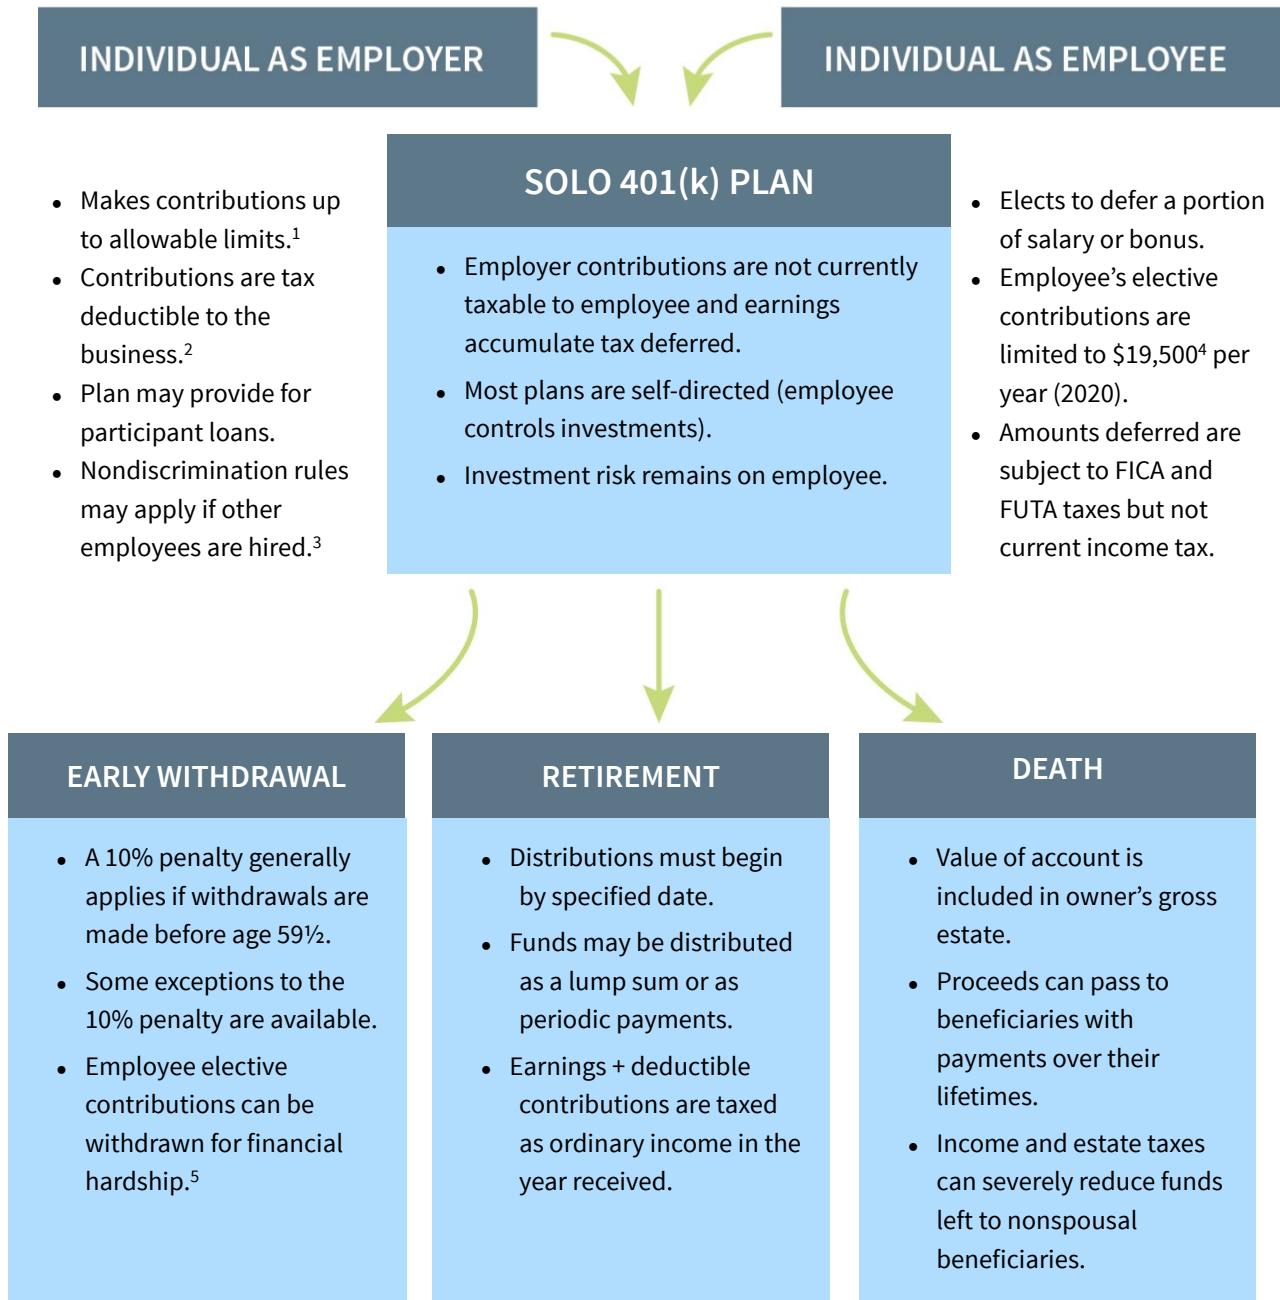 INDIVIDUAL AS EMPLOYER
INDIVIDUAL AS EMPLOYEE
• Makes contributions up
to allowable limits.¹
• Contributions are tax
deductible to the
business.²
• Plan may provide for
participant loans.
• Nondiscrimination rules
may apply if other
employees are hired.³
SOLO 401(k) PLAN
• Employer contributions are not currently
taxable to employee and earnings
accumulate tax deferred.
• Most plans are self-directed (employee
controls investments).
• Investment risk remains on employee.
• Elects to defer a portion
of salary or bonus.
• Employee’s elective
contributions are
limited to $19,500⁴ per
year (2020).
• Amounts deferred are
subject to FICA and
FUTA taxes but not
current income tax.
EARLY WITHDRAWAL
• A 10% penalty generally
applies if withdrawals are
made before age 59½.
• Some exceptions to the
10% penalty are available.
• Employee elective
contributions can be
withdrawn for financial
hardship.⁵
RETIREMENT
• Distributions must begin
by specified date.
• Funds may be distributed
as a lump sum or as
periodic payments.
• Earnings + deductible
contributions are taxed
as ordinary income in the
year received.
DEATH
• Value of account is
included in owner’s gross
estate.
• Proceeds can pass to
beneficiaries with
payments over their
lifetimes.
• Income and estate taxes
can severely reduce funds
left to nonspousal
beneficiaries.